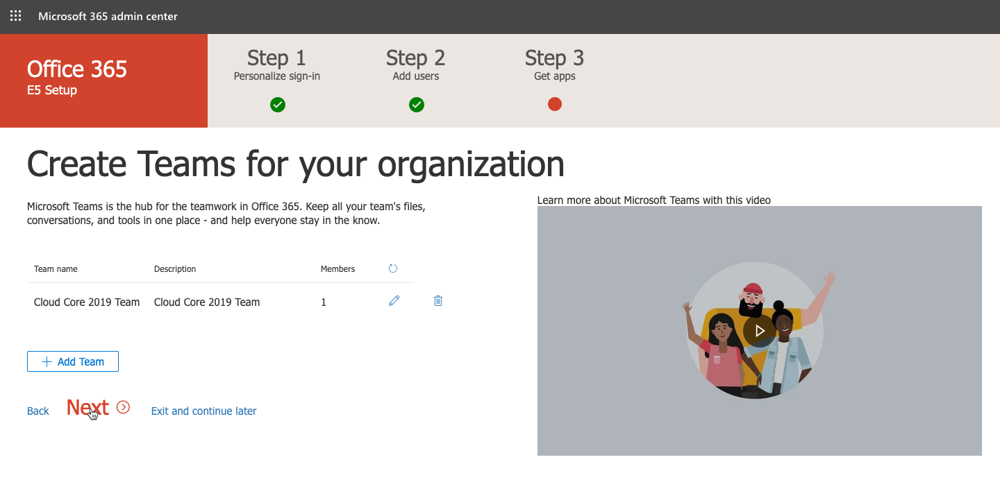 Microsoft 365 admin center
Office 365
E5 Setup
Step 1
Personalize sign-in
Step 2
Add users
Step 3
Get apps
Create Teams for your organization
Microsoft Teams is the hub for the teamwork in Office 365. Keep all your team's files,
conversations, and tools in one place - and help everyone stay in the know.
Learn more about Microsoft Teams with this video
Team name Description Members
Cloud Core 2019 Team Cloud Core 2019 Team 1
Add Team
Back Next Exit and continue later